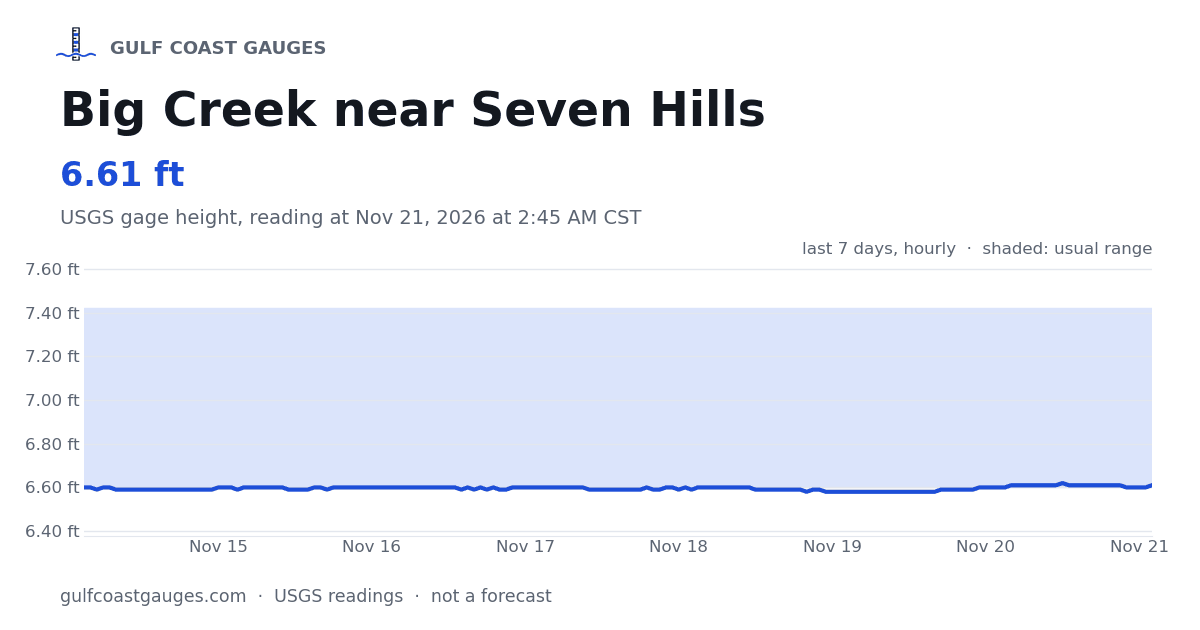 GULF COAST GAUGES
Big Creek near Seven Hills
6.61 ft
USGS gage height, reading at Nov 21, 2026 at 2:45 AM CST
last 7 days, hourly · shaded: usual range
7.60 ft
7.40 ft
7.20 ft
7.00 ft
6.80 ft
6.60 ft
6.40 ft
Nov 15 Nov 16 Nov 17 Nov 18 Nov 19 Nov 20 Nov 21
gulfcoastgauges.com · USGS readings · not a forecast